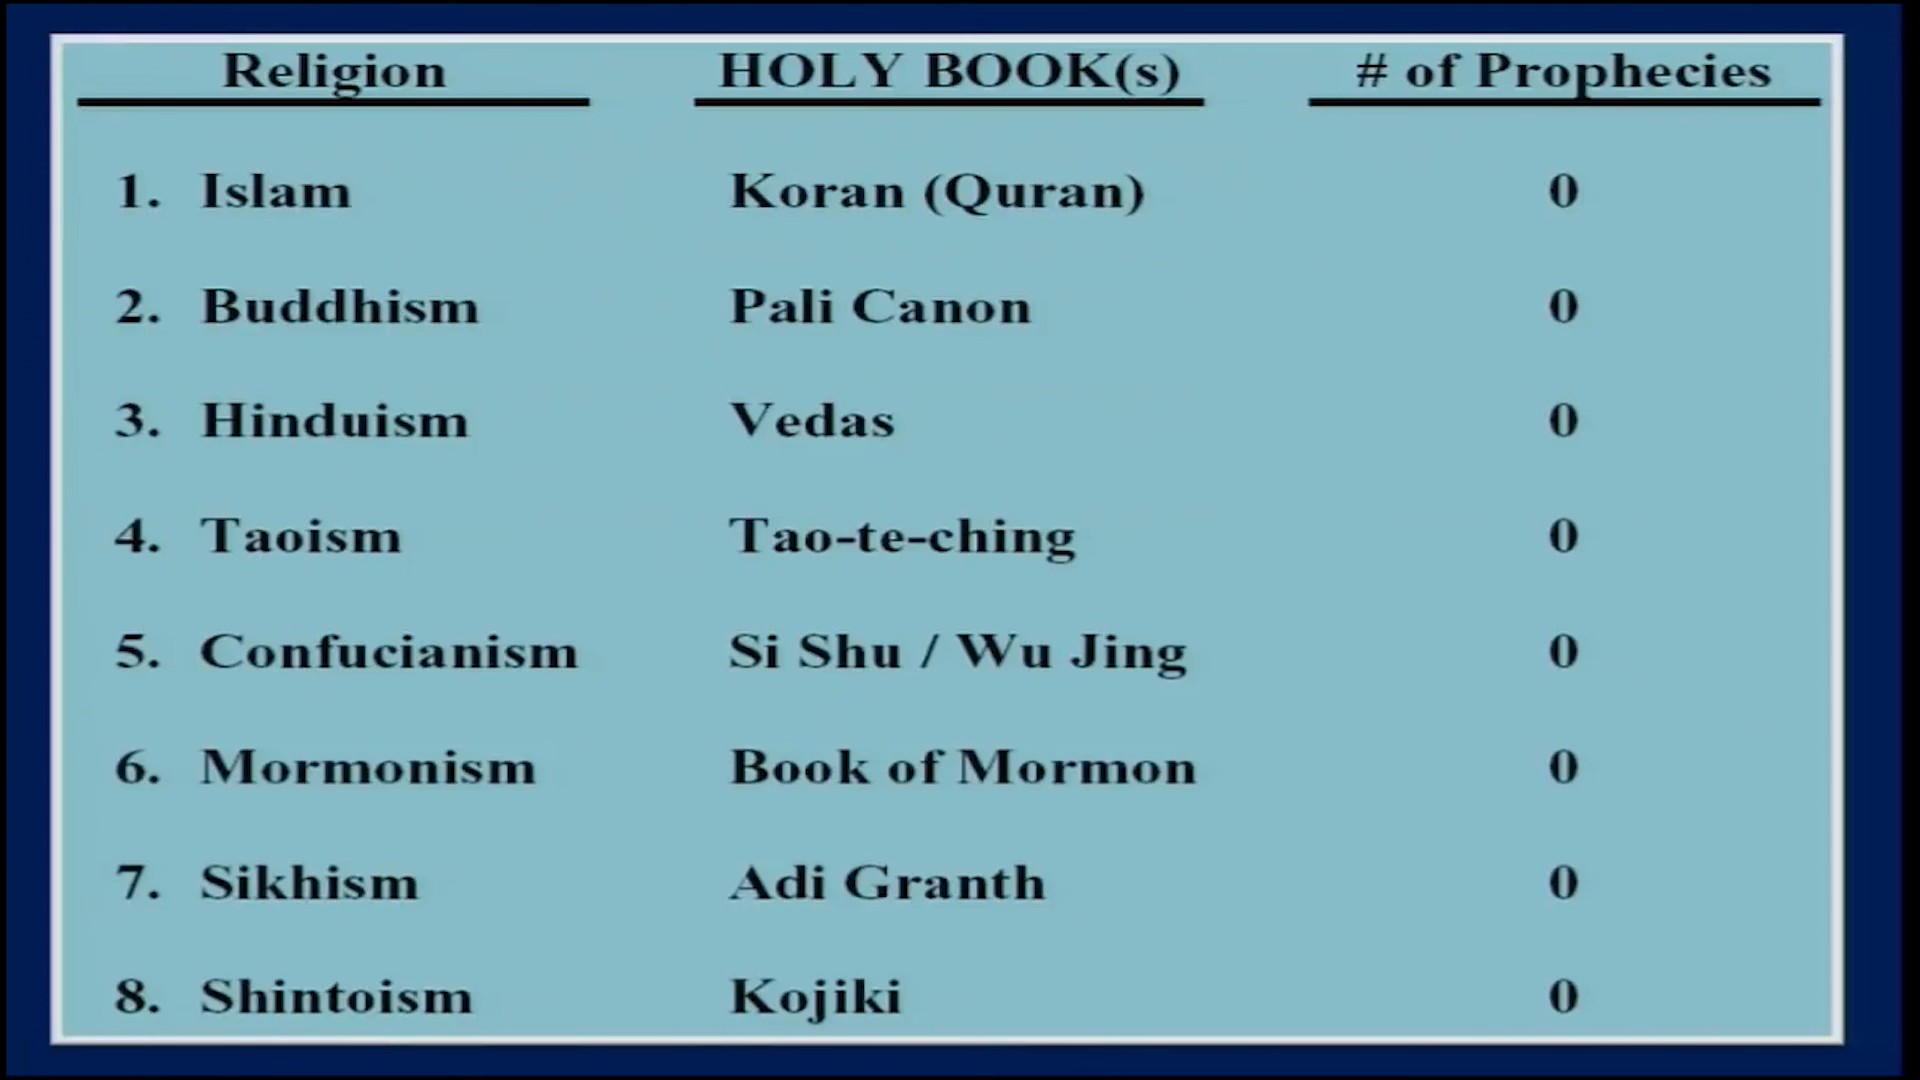 Religion HOLY BOOK(s) # of Prophecies
1. Islam Koran (Quran) 0
2. Buddhism Pali Canon 0
3. Hinduism Vedas 0
4. Taoism Tao-te-ching 0
5. Confucianism Si Shu / Wu Jing 0
6. Mormonism Book of Mormon 0
7. Sikhism Adi Granth 0
8. Shintoism Kojiki 0